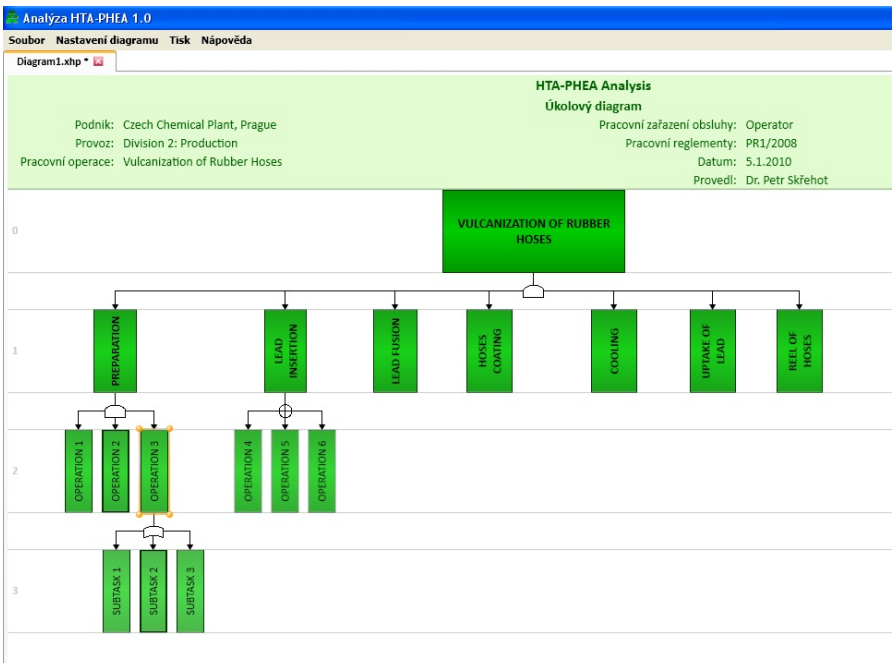 Analýza HTA-PHEA 1.0
Soubor Nastavení diagramu Tisk Nápověda
Diagram1.xhp *
HTA-PHEA Analysis
Úkolový diagram
Podnik: Czech Chemical Plant, Prague
Pracovní zařazení obsluhy: Operator
Provoz: Division 2: Production
Pracovní reglementy: PR1/2008
Pracovní operace: Vulcanization of Rubber Hoses
Datum: 5.1.2010
Provedl: Dr. Petr Skřehot
0
VULCANIZATION OF RUBBER
HOSES
1
PREPARATION
LEAD
INSERTION
LEAD FUSION
HOSES
COATING
COOLING
UPTAKE OF
LEAD
REEL OF
HOSES
2
OPERATION 1
OPERATION 2
OPERATION 3
OPERATION 4
OPERATION 5
OPERATION 6
3
SUBTASK 1
SUBTASK 2
SUBTASK 3